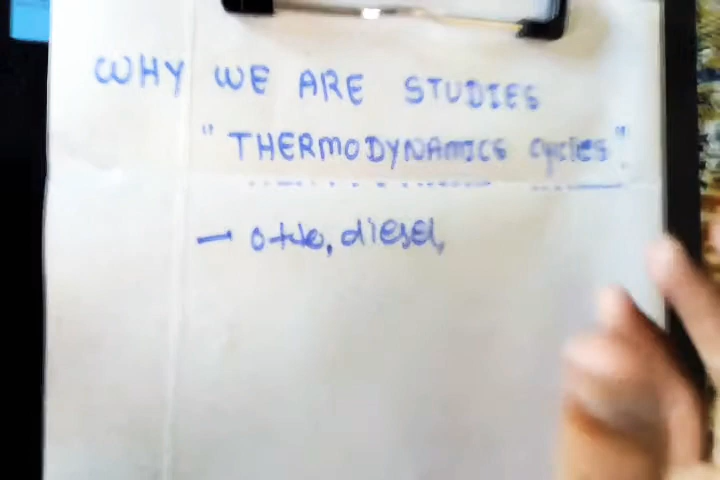 WHY WE ARE STUDIES
"THERMODYNAMICS cycles".
— otto, diesel,